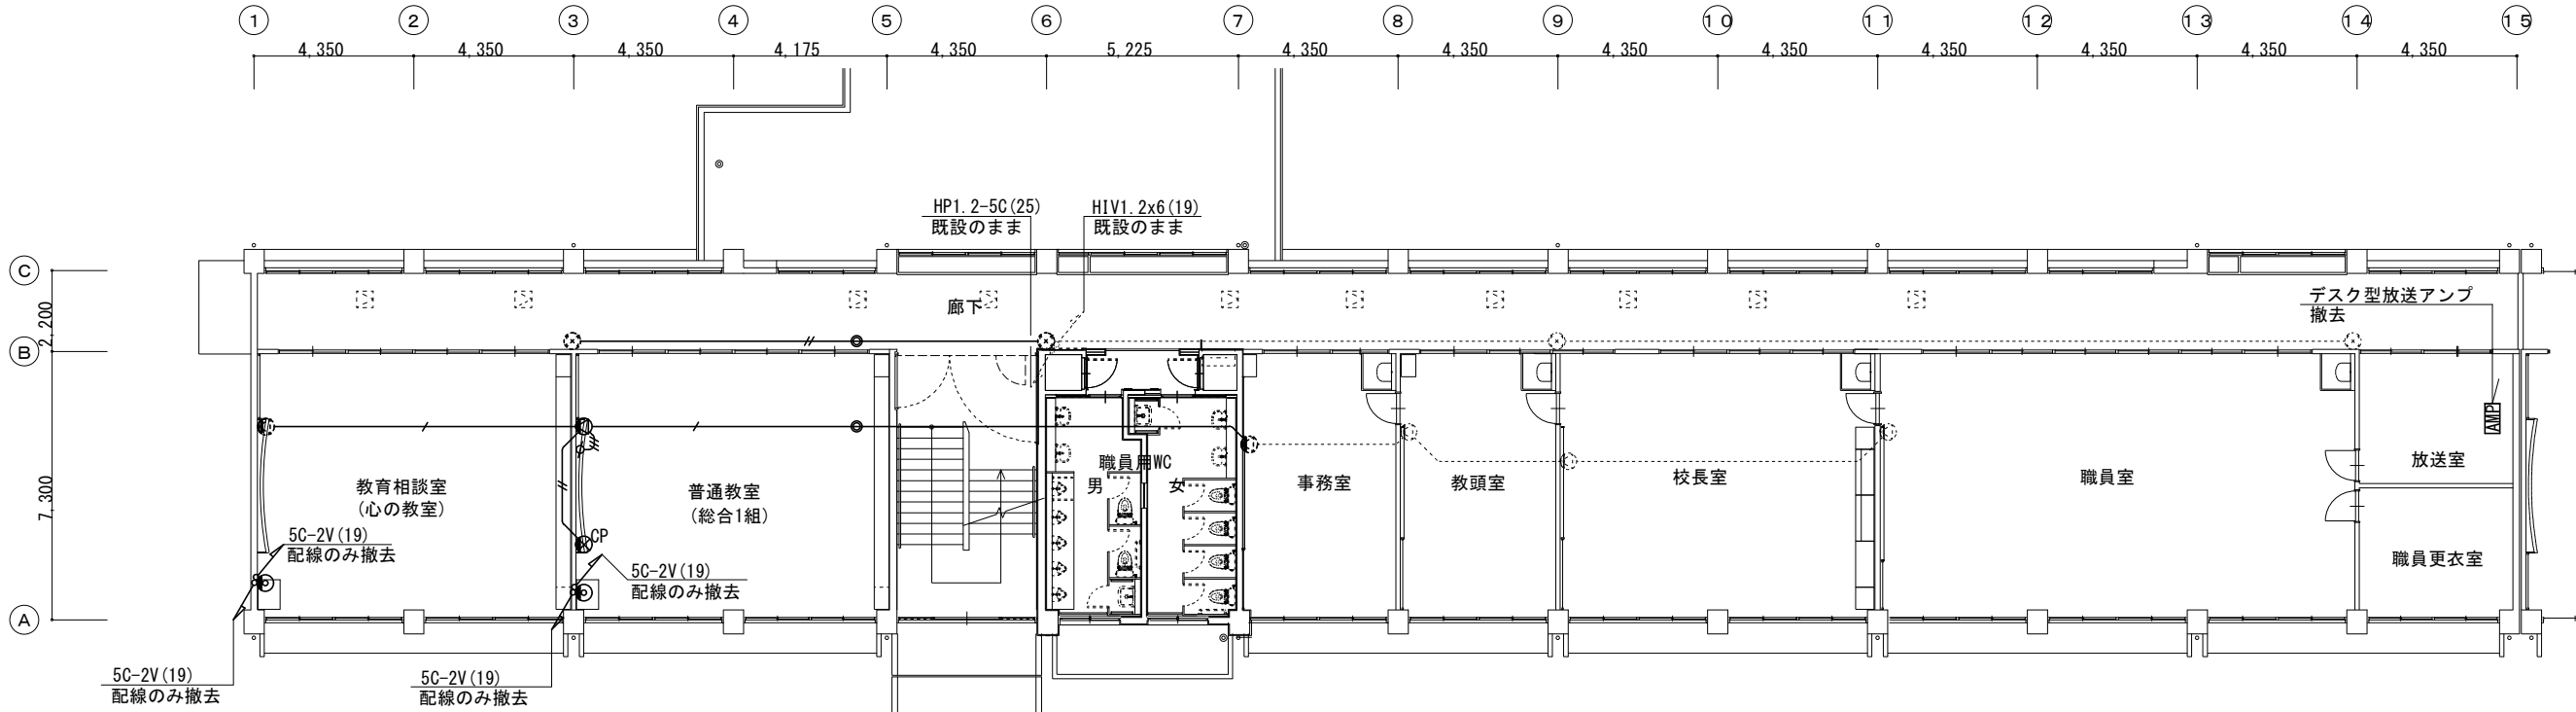 1 2 3 4 5 6 7 8 9 10 11 12 13 14 15
4,350 4,350 4,350 4,175 4,350 5,225 4,350 4,350 4,350 4,350 4,350 4,350 4,350 4,350
HP1.2-5C(25)
既設のまま
HIV1.2x6(19)
既設のまま
C
2,200
B
7,300
A
廊下
デスク型放送アンプ
撤去
AMP
教育相談室
(心の教室)
普通教室
(総合1組)
CP
職員用WC
男
女
事務室
教頭室
校長室
職員室
放送室
職員更衣室
5C-2V(19)
配線のみ撤去
5C-2V(19)
配線のみ撤去
5C-2V(19)
配線のみ撤去
5C-2V(19)
配線のみ撤去